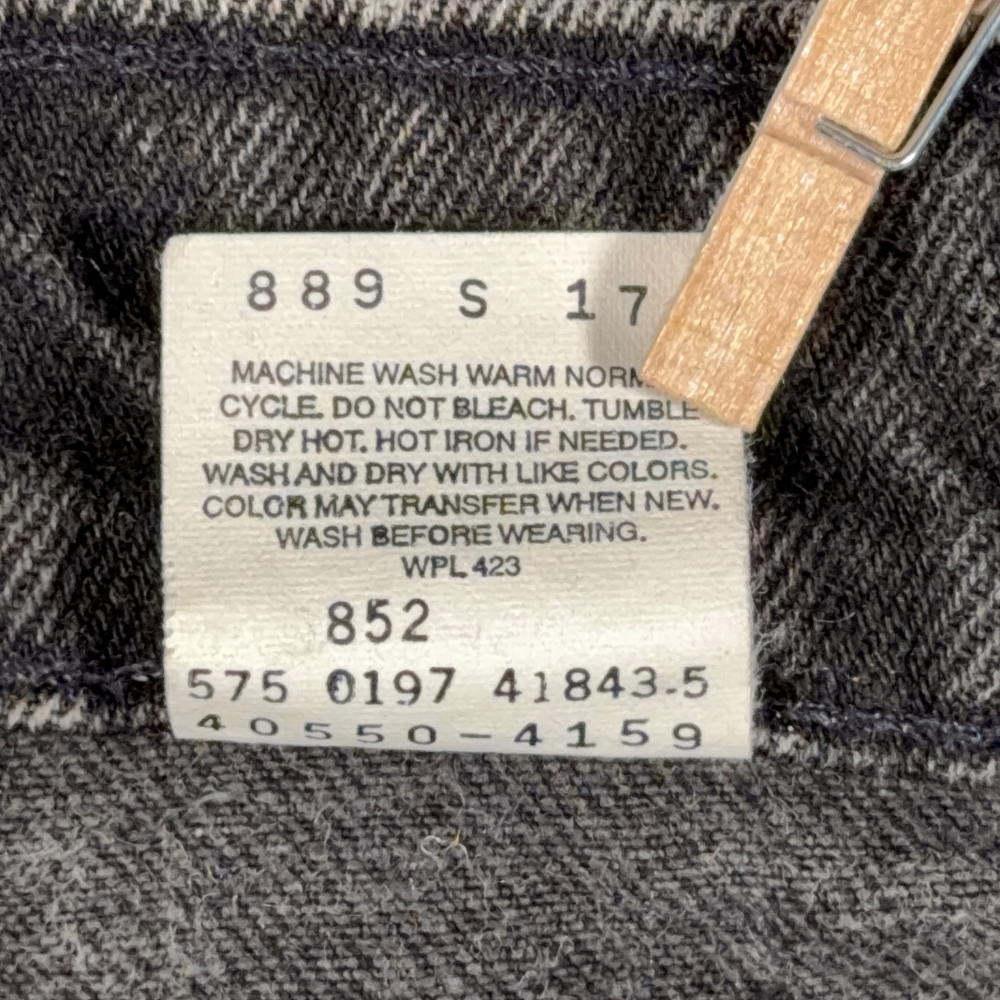 889 S 17
MACHINE WASH WARM
CYCLE. DO NOT BLEACH. TUMBLE
DRY HOT. HOT IRON IF NEEDED.
WASH AND DRY WITH LIKE COLORS.
COLOR MAY TRANSFER WHEN NEW.
WASH BEFORE WEARING.
WPL 423
852
575 0197 41843.5
40550-4159